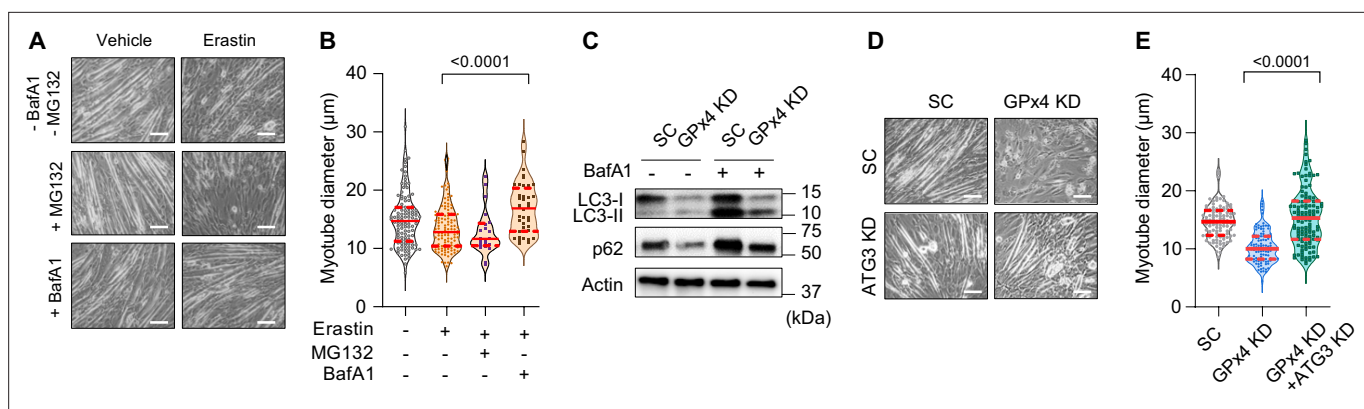 A
Vehicle
Erastin
- BafA1
- MG132
+ MG132
+ BafA1
B
<0.0001
Myotube diameter (μm)
40
30
20
10
0
Erastin - + + +
MG132 - - + -
BafA1 - - - +
C
SC GPx4 KD SC GPx4 KD
BafA1 - - + +
LC3-I
LC3-II
15
10
p62
75
50
Actin
37
(kDa)
D
SC
GPx4 KD
SC
ATG3 KD
E
<0.0001
Myotube diameter (μm)
40
30
20
10
0
SC
GPx4 KD
GPx4 KD
+ATG3 KD